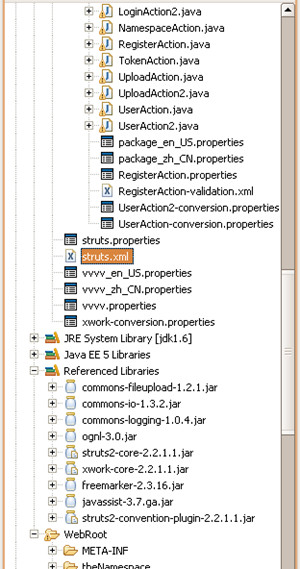 LoginAction2.java
NamespaceAction.java
RegisterAction.java
TokenAction.java
UploadAction.java
UploadAction2.java
UserAction.java
UserAction2.java
package_en_US.properties
package_zh_CN.properties
RegisterAction.properties
RegisterAction-validation.xml
UserAction2-conversion.properties
UserAction-conversion.properties
struts.properties
struts.xml
vvvv_en_US.properties
vvvv_zh_CN.properties
vvvv.properties
xwork-conversion.properties
JRE System Library [jdk1.6]
Java EE 5 Libraries
Referenced Libraries
commons-fileupload-1.2.1.jar
commons-io-1.3.2.jar
commons-logging-1.0.4.jar
ognl-3.0.jar
struts2-core-2.2.1.1.jar
xwork-core-2.2.1.1.jar
freemarker-2.3.16.jar
javassist-3.7.ga.jar
struts2-convention-plugin-2.2.1.1.jar
WebRoot
META-INF
theNamespace